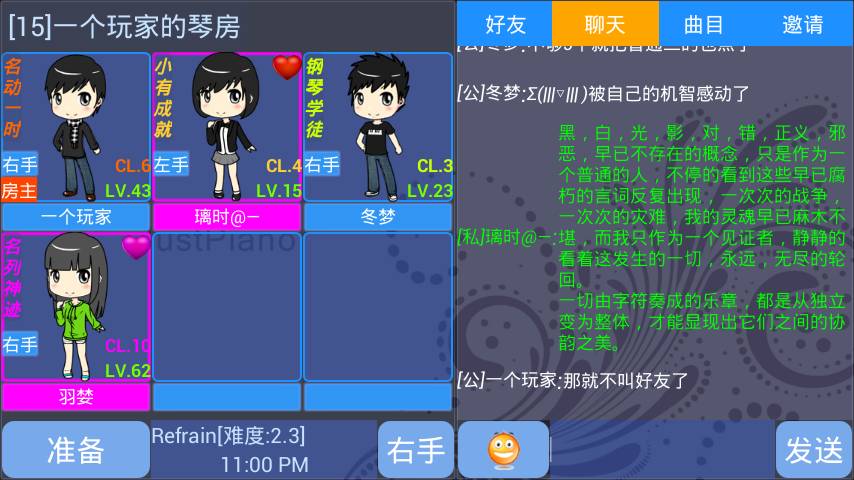 [15]一个玩家的琴房
名动一时
右手
CL.6
房主
LV.43
一个玩家
小有成就
左手
CL.4
LV.15
璃时@一
钢琴学徒
右手
CL.3
LV.23
冬梦
名列神迹
右手
CL.10
LV.62
羽婪
ustPiano
准备
Refrain[难度:2.3]
11:00 PM
右手
好友
聊天
曲目
邀请
[公]冬梦:Σ(|||▽||| )被自己的机智感动了
黑，白，光，影，对，错，正义，邪
恶，早已不存在的概念，只是作为一
个普通的人，不停的看到这些早已腐
朽的言词反复出现，一次次的战争，
一次次的灾难，我的灵魂早已麻木不
[私]璃时@一:堪，而我只作为一个见证者，静静的
看着这发生的一切，永远，无尽的轮
回。
一切由字符奏成的乐章，都是从独立
变为整体，才能显现出它们之间的协
韵之美。
[公]一个玩家:那就不叫好友了
发送